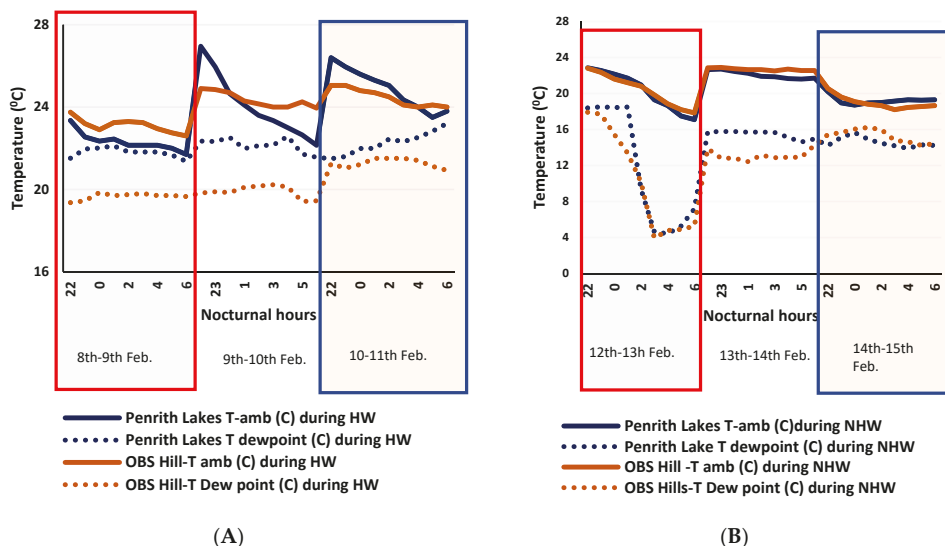 28
24
20
16
Temperature (⁰C)
22
0
2
4
6
23
1
3
5
22
0
2
4
6
Nocturnal hours
8th-9th Feb.
9th-10th Feb.
10-11th Feb.
Penrith Lakes T-amb (C) during HW
Penrith Lakes T dewpoint (C) during HW
OBS Hill-T amb (C) during HW
OBS Hill-T Dew point (C) during HW
(A)
28
24
20
16
12
8
4
0
Temperature (⁰C)
22
0
2
4
6
23
1
3
5
22
0
2
4
6
Nocturnal hours
12th-13h Feb.
13th-14th Feb.
14th-15th
Feb.
Penrith Lakes T-amb (C)during NHW
Penrith Lake T dewpoint (C) during NHW
OBS Hill -T amb (C) during NHW
OBS Hills-T Dew point (C) during NHW
(B)